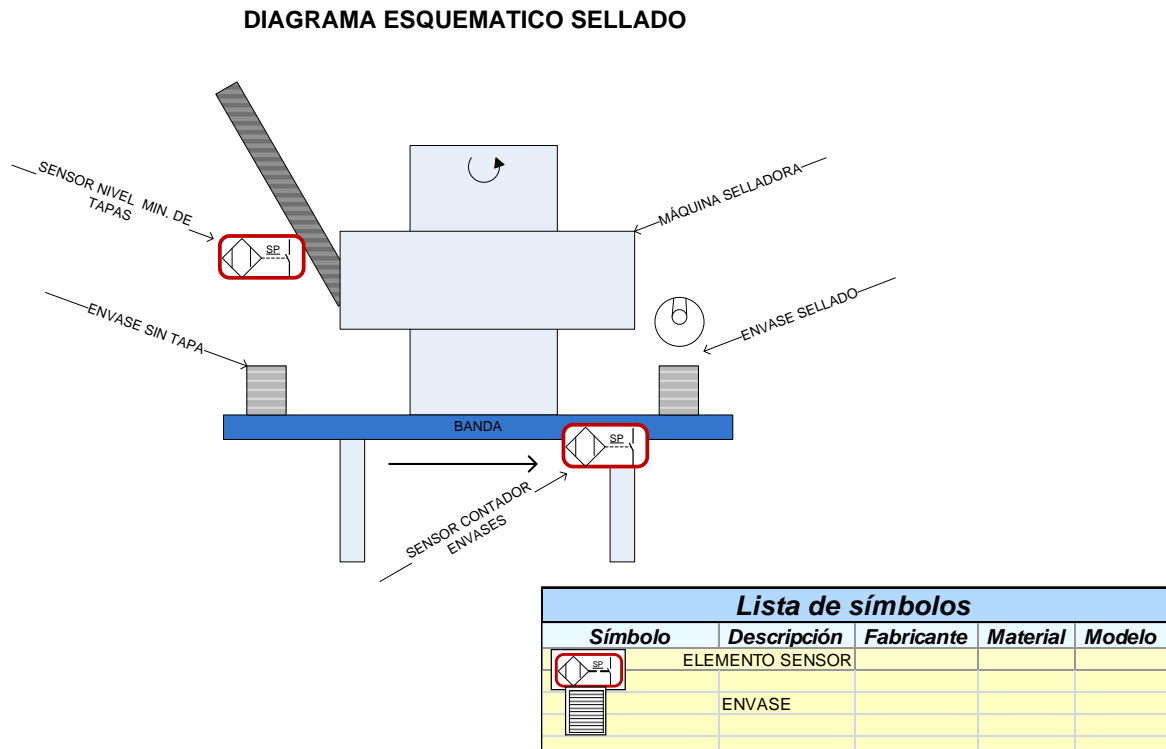 DIAGRAMA ESQUEMATICO SELLADO
SENSOR NIVEL MIN. DE
TAPAS
SP
MÁQUINA SELLADORA
ENVASE SIN TAPA
ENVASE SELLADO
BANDA
SP
SENSOR CONTADOR
ENVASES
Lista de símbolos
Símbolo Descripción Fabricante Material Modelo
SP ELEMENTO SENSOR
ENVASE